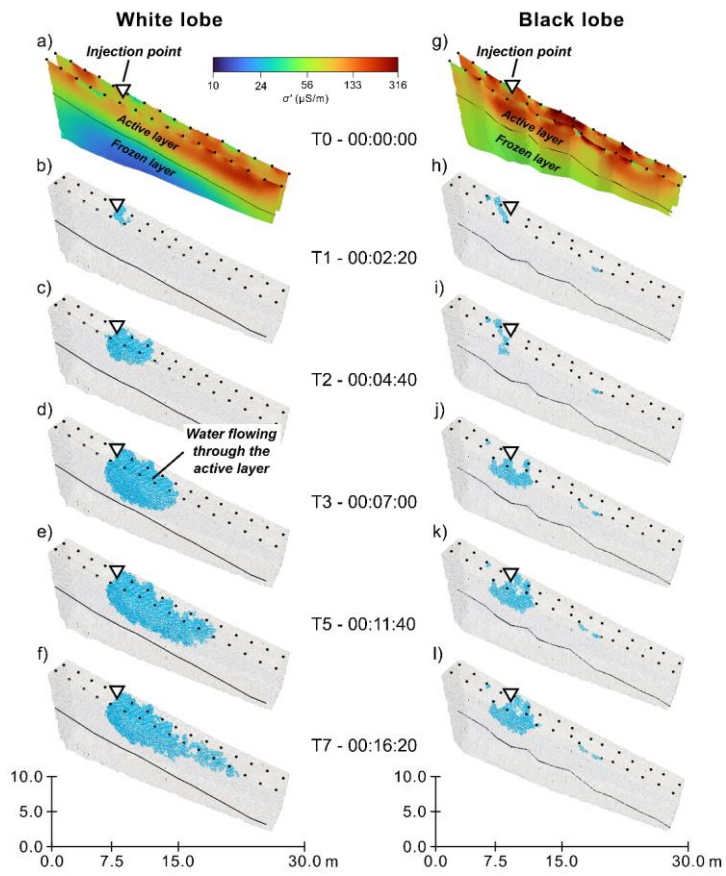 White lobe
Black lobe
a)
Injection point
10
24
56
133
316
σ' (µS/m)
g)
Injection point
Active layer
Frozen layer
T0 - 00:00:00
Active layer
Frozen layer
b)
T1 - 00:02:20
h)
c)
T2 - 00:04:40
i)
d)
Water flowing
through the
active layer
T3 - 00:07:00
j)
e)
T5 - 00:11:40
k)
f)
T7 - 00:16:20
l)
10.0
5.0
0
0.0
7.5
15.0
30.0 m
10.0
5.0
0
0.0
7.5
15.0
30.0 m